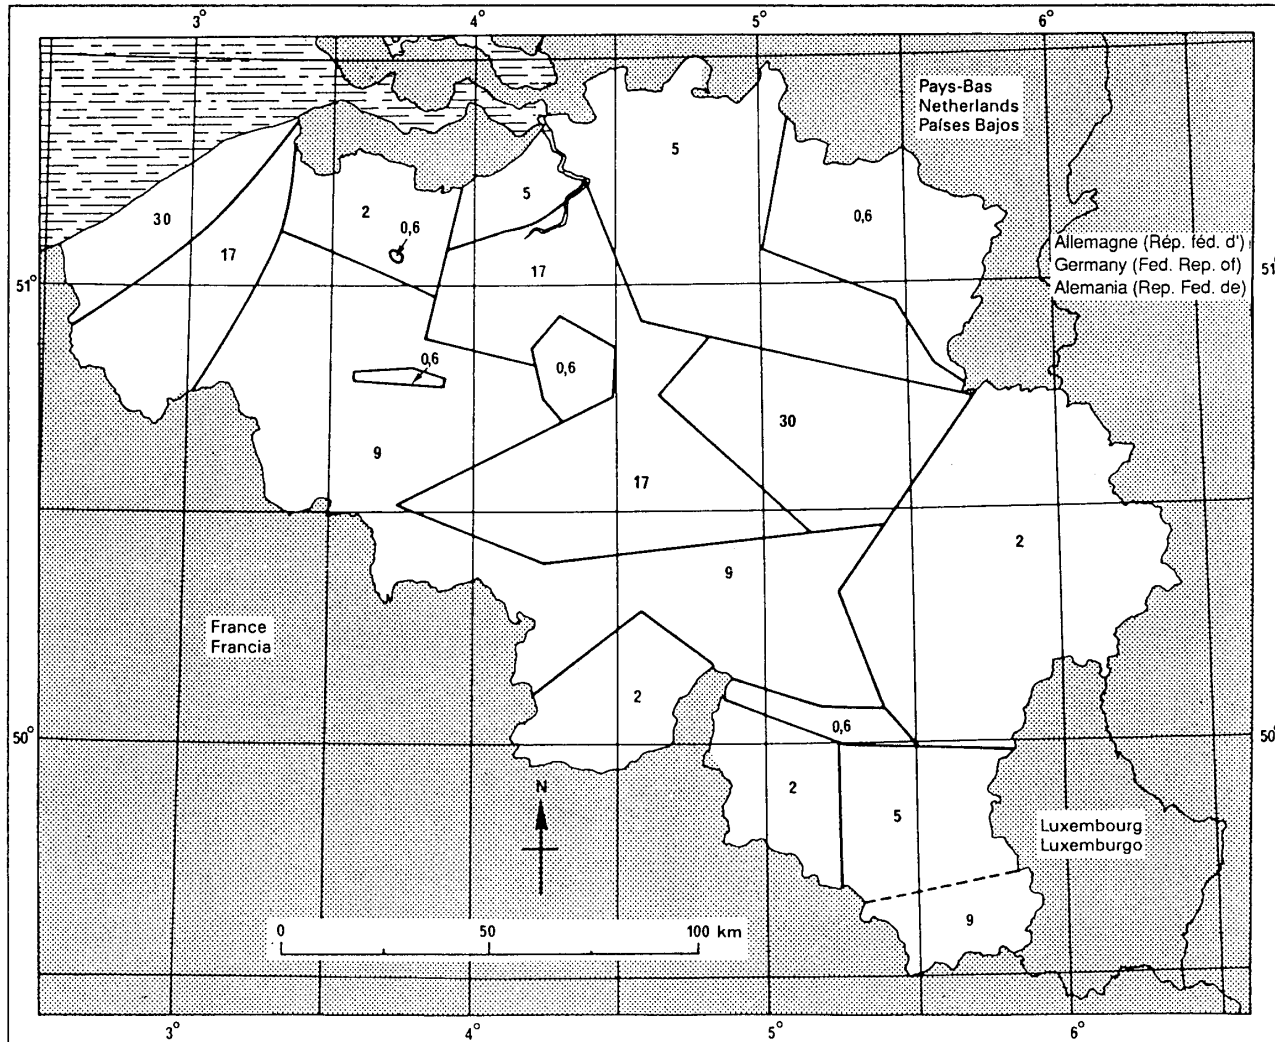 3° 4° 5° 6°
Pays-Bas
Netherlands
Países Bajos
5
30
2
5
0,6
0,6
17
Allemagne (Rép. féd. d')
17
Germany (Fed. Rep. of)
51° 51°
Alemania (Rep. Fed. de)
0,6
0,6
30
9
17
2
9
France
Francia
2
0,6
50° 50°
N
2
5
Luxembourg
Luxemburgo
9
0 50 100 km
3° 4° 5° 6°